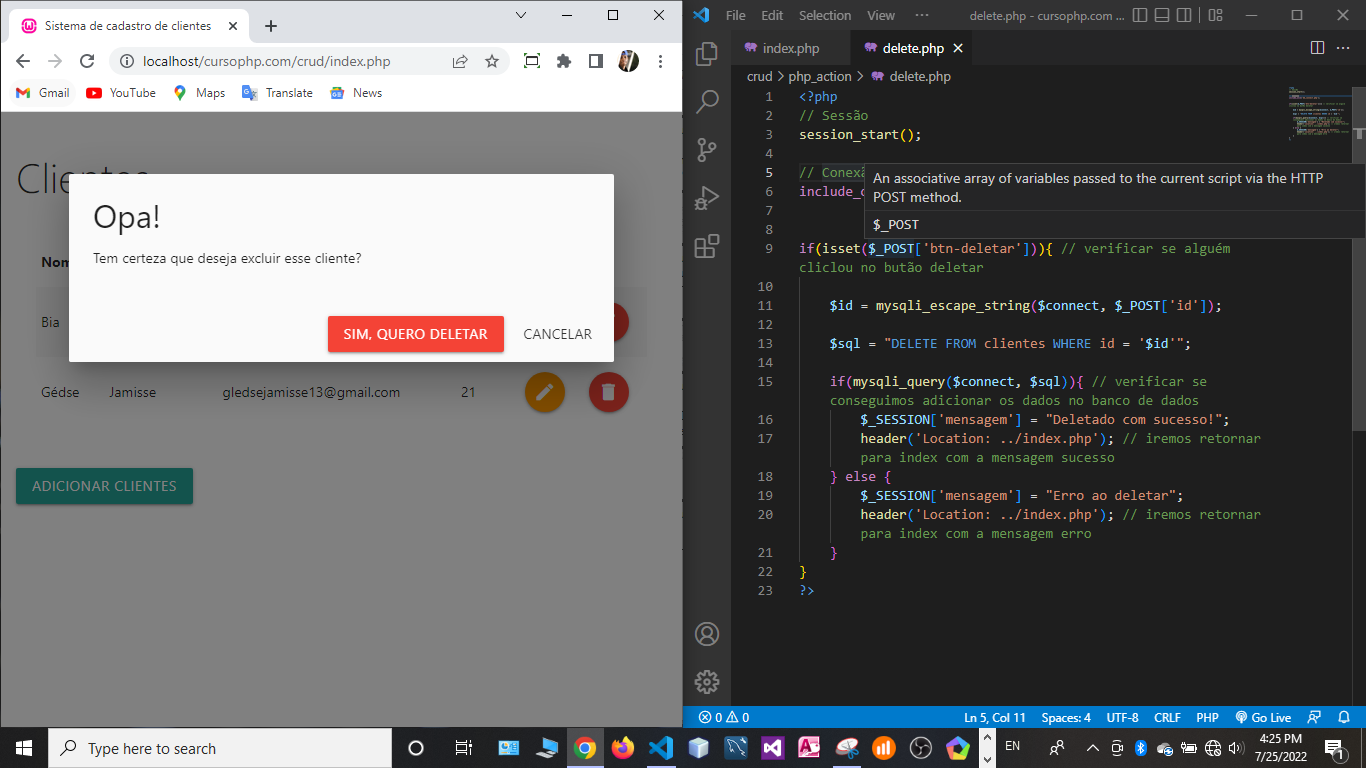 Sistema de cadastro de clientes
localhost/cursophp.com/crud/index.php
Gmail YouTube Maps Translate News
Clientes
Opa!
Tem certeza que deseja excluir esse cliente?
SIM, QUERO DELETAR CANCELAR
Nom
Bia
Gédse Jamisse gledsejamisse13@gmail.com 21
ADICIONAR CLIENTES
File Edit Selection View ··· delete.php - cursophp.com ...
index.php delete.php
crud > php_action > delete.php
1 <?php
2 // Sessão
3 session_start();
4
5 // Conexã
6 include_
7
8
An associative array of variables passed to the current script via the HTTP
POST method.
$_POST
9 if(isset($_POST['btn-deletar'])){ // verificar se alguém
cliclou no butão deletar
10
11 $id = mysqli_escape_string($connect, $_POST['id']);
12
13 $sql = "DELETE FROM clientes WHERE id = '$id'";
14
15 if(mysqli_query($connect, $sql)){ // verificar se
conseguimos adicionar os dados no banco de dados
16 $_SESSION['mensagem'] = "Deletado com sucesso!";
17 header('Location: ../index.php'); // iremos retornar
para index com a mensagem sucesso
18 } else {
19 $_SESSION['mensagem'] = "Erro ao deletar";
20 header('Location: ../index.php'); // iremos retornar
para index com a mensagem erro
21 }
22 }
23 ?>
0 0 Ln 5, Col 11 Spaces: 4 UTF-8 CRLF PHP Go Live
Type here to search
EN
4:25 PM
7/25/2022
1